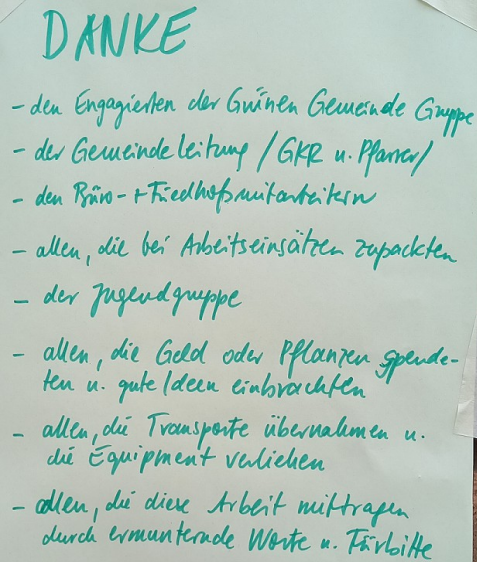 DANKE
- den Engagierten der Grünen Gemeinde Gruppe
- der Gemeindeleitung / GKR u. Pfarrer /
- den Büro- + Friedhofsmitarbeitern
- allen, die bei Arbeitseinsätzen zupackten
- der Jugendgruppe
- allen, die Geld oder Pflanzen spende-
ten u. gute Ideen einbrachten
- allen, die Transporte übernahmen u.
die Equipment verliehen
- allen, die diese Arbeit mittragen
durch ermunternde Worte u. Fürbitte